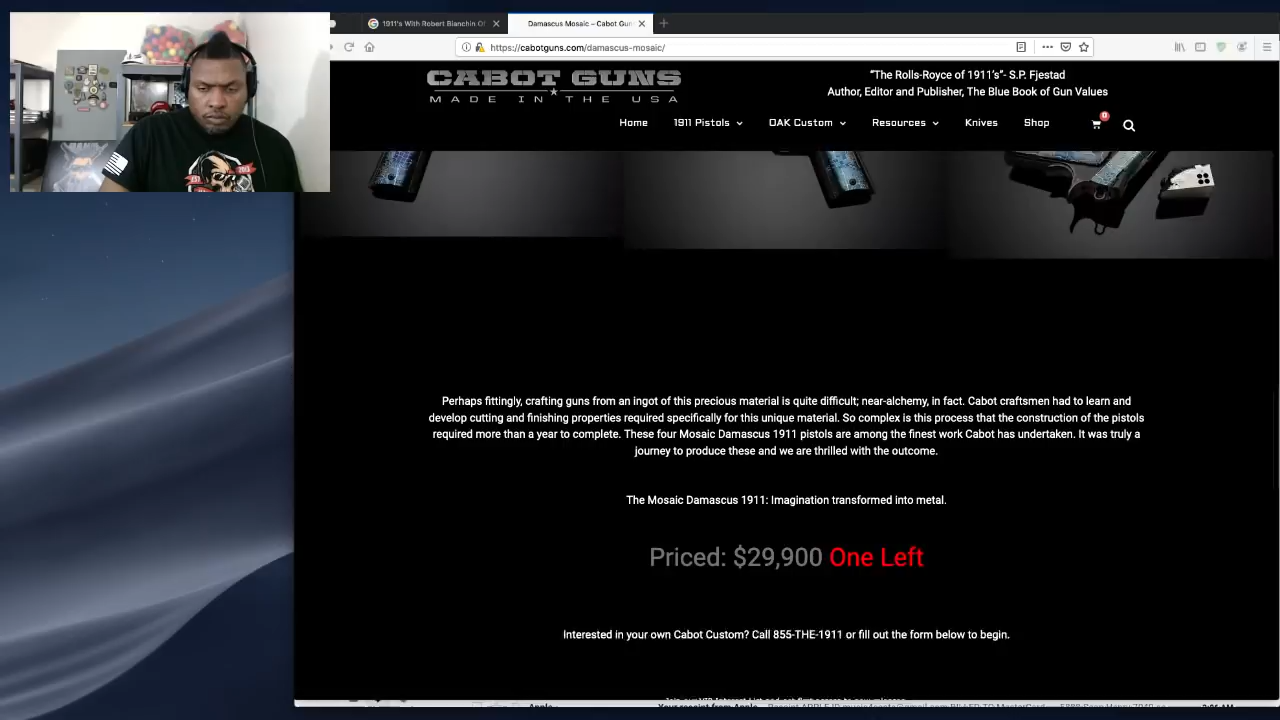 1911's With Robert Bianchin Of
Damascus Mosaic – Cabot Gun
https://cabotguns.com/damascus-mosaic/
CABOT GUNS
MADE IN THE USA
"The Rolls-Royce of 1911's"- S.P. Fjestad
Author, Editor and Publisher, The Blue Book of Gun Values
Home 1911 Pistols OAK Custom Resources Knives Shop 0
Perhaps fittingly, crafting guns from an ingot of this precious material is quite difficult; near-alchemy, in fact. Cabot craftsmen had to learn and
develop cutting and finishing properties required specifically for this unique material. So complex is this process that the construction of the pistols
required more than a year to complete. These four Mosaic Damascus 1911 pistols are among the finest work Cabot has undertaken. It was truly a
journey to produce these and we are thrilled with the outcome.
The Mosaic Damascus 1911: Imagination transformed into metal.
Priced: $29,900 One Left
Interested in your own Cabot Custom? Call 855-THE-1911 or fill out the form below to begin.